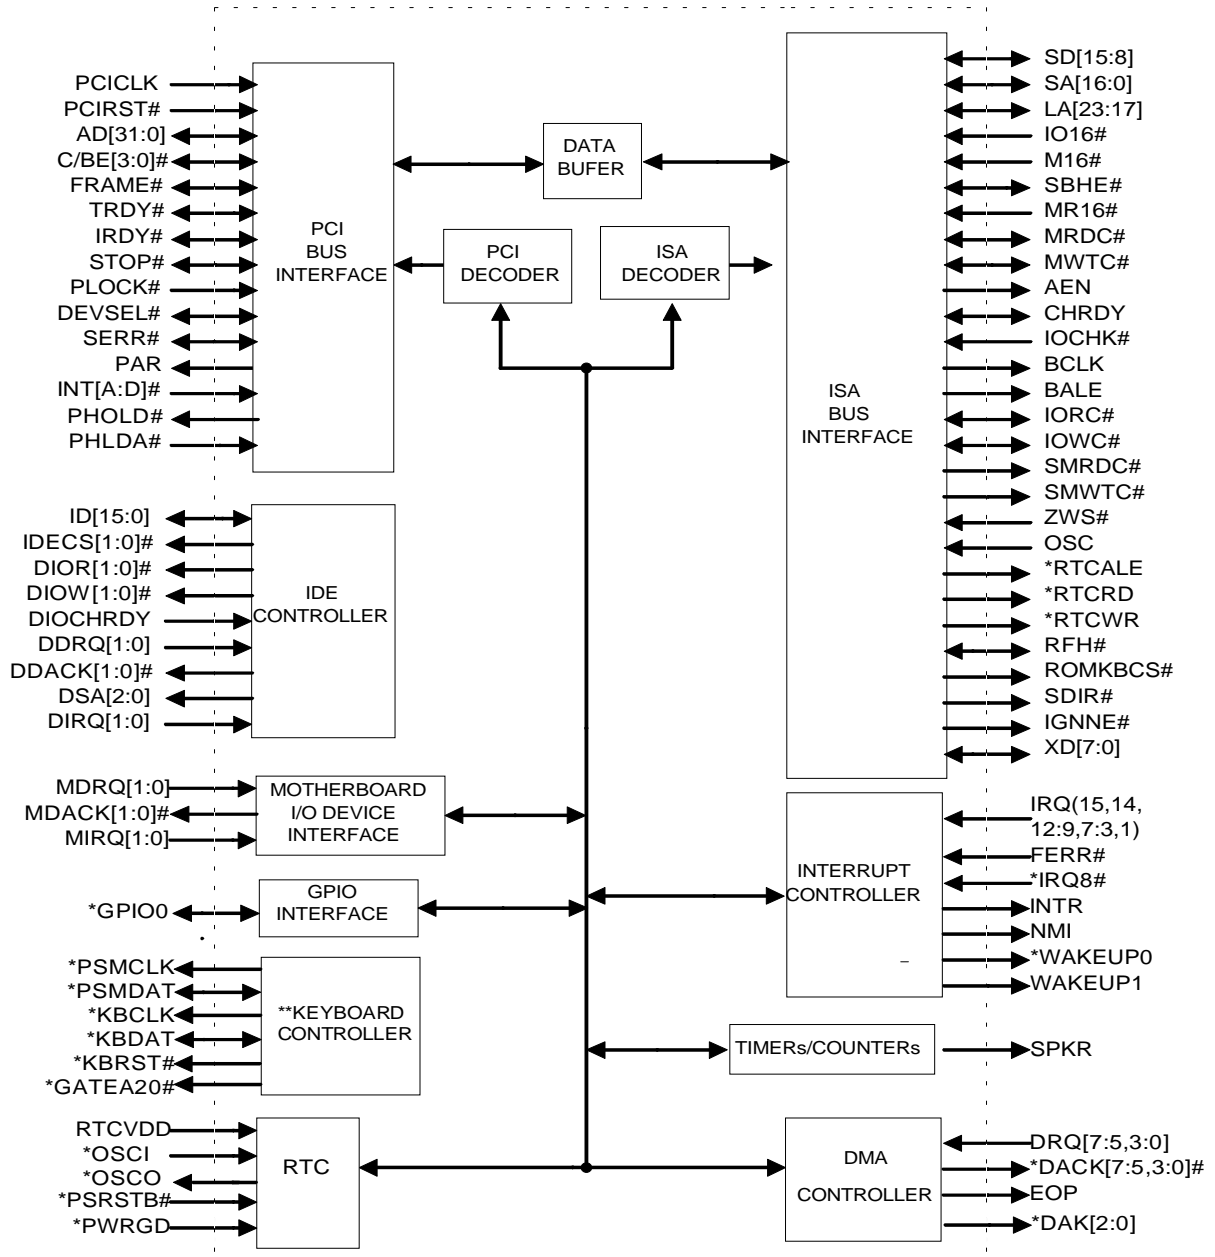 PCICLK
PCIRST#
AD[31:0]
C/BE[3:0]#
FRAME#
TRDY#
IRDY#
STOP#
PLOCK#
DEVSEL#
SERR#
PAR
INT[A:D]#
PHOLD#
PHLDA#
PCI
BUS
INTERFACE
DATA
BUFER
PCI
DECODER
ISA
DECODER
ISA
BUS
INTERFACE
SD[15:8]
SA[16:0]
LA[23:17]
IO16#
M16#
SBHE#
MR16#
MRDC#
MWTC#
AEN
CHRDY
IOCHK#
BCLK
BALE
IORC#
IOWC#
SMRDC#
SMWTC#
ZWS#
OSC
*RTCALE
*RTCRD
*RTCWR
RFH#
ROMKBCS#
SDIR#
IGNNE#
XD[7:0]
ID[15:0]
IDECS[1:0]#
DIOR[1:0]#
DIOW[1:0]#
DIOCHRDY
DDRQ[1:0]
DDACK[1:0]#
DSA[2:0]
DIRQ[1:0]
IDE
CONTROLLER
MDRQ[1:0]
MDACK[1:0]#
MIRQ[1:0]
MOTHERBOARD
I/O DEVICE
INTERFACE
*GPIO0
GPIO
INTERFACE
*PSMCLK
*PSMDAT
*KBCLK
*KBDAT
*KBRST#
*GATEA20#
**KEYBOARD
CONTROLLER
RTCVDD
*OSCI
*OSCO
*PSRSTB#
*PWRGD
RTC
INTERRUPT
CONTROLLER
IRQ(15,14,
12:9,7:3,1)
FERR#
*IRQ8#
INTR
NMI
*WAKEUP0
WAKEUP1
TIMERs/COUNTERs
SPKR
DMA
CONTROLLER
DRQ[7:5,3:0]
*DACK[7:5,3:0]#
EOP
*DAK[2:0]